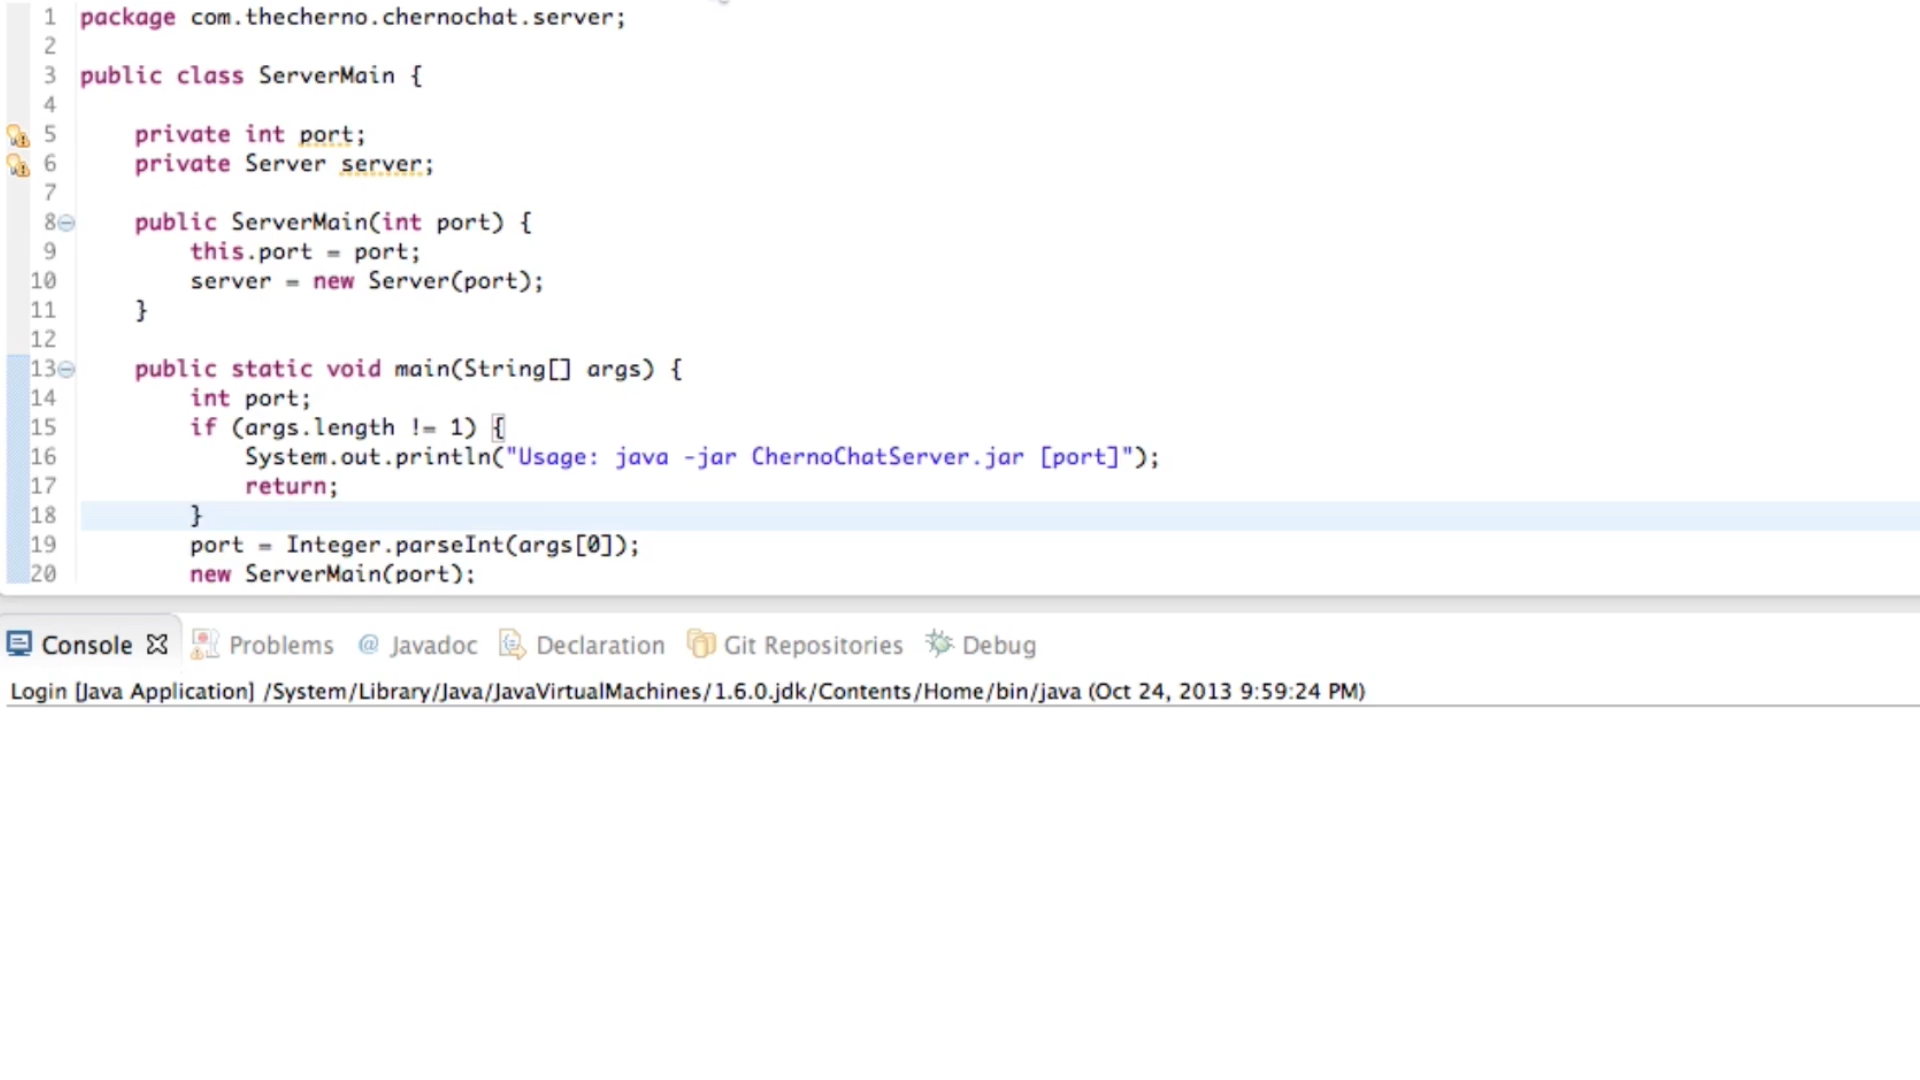 1 package com.thecherno.chernochat.server;
2
3 public class ServerMain {
4
5 private int port;
6 private Server server;
7
8 public ServerMain(int port) {
9 this.port = port;
10 server = new Server(port);
11 }
12
13 public static void main(String[] args) {
14 int port;
15 if (args.length != 1) {
16 System.out.println("Usage: java -jar ChernoChatServer.jar [port]");
17 return;
18 }
19 port = Integer.parseInt(args[0]);
20 new ServerMain(port);
Console Problems @ Javadoc Declaration Git Repositories Debug
Login [Java Application] /System/Library/Java/JavaVirtualMachines/1.6.0.jdk/Contents/Home/bin/java (Oct 24, 2013 9:59:24 PM)